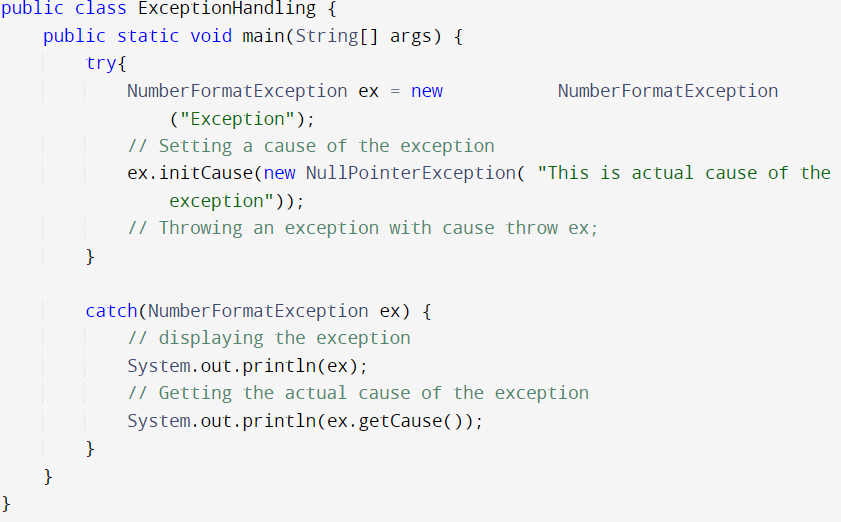 public class ExceptionHandling {
    public static void main(String[] args) {
        try{
            NumberFormatException ex = new           NumberFormatException
                ("Exception");
            // Setting a cause of the exception
            ex.initCause(new NullPointerException( "This is actual cause of the
                exception"));
            // Throwing an exception with cause throw ex;
        }

        catch(NumberFormatException ex) {
            // displaying the exception
            System.out.println(ex);
            // Getting the actual cause of the exception
            System.out.println(ex.getCause());
        }
    }
}